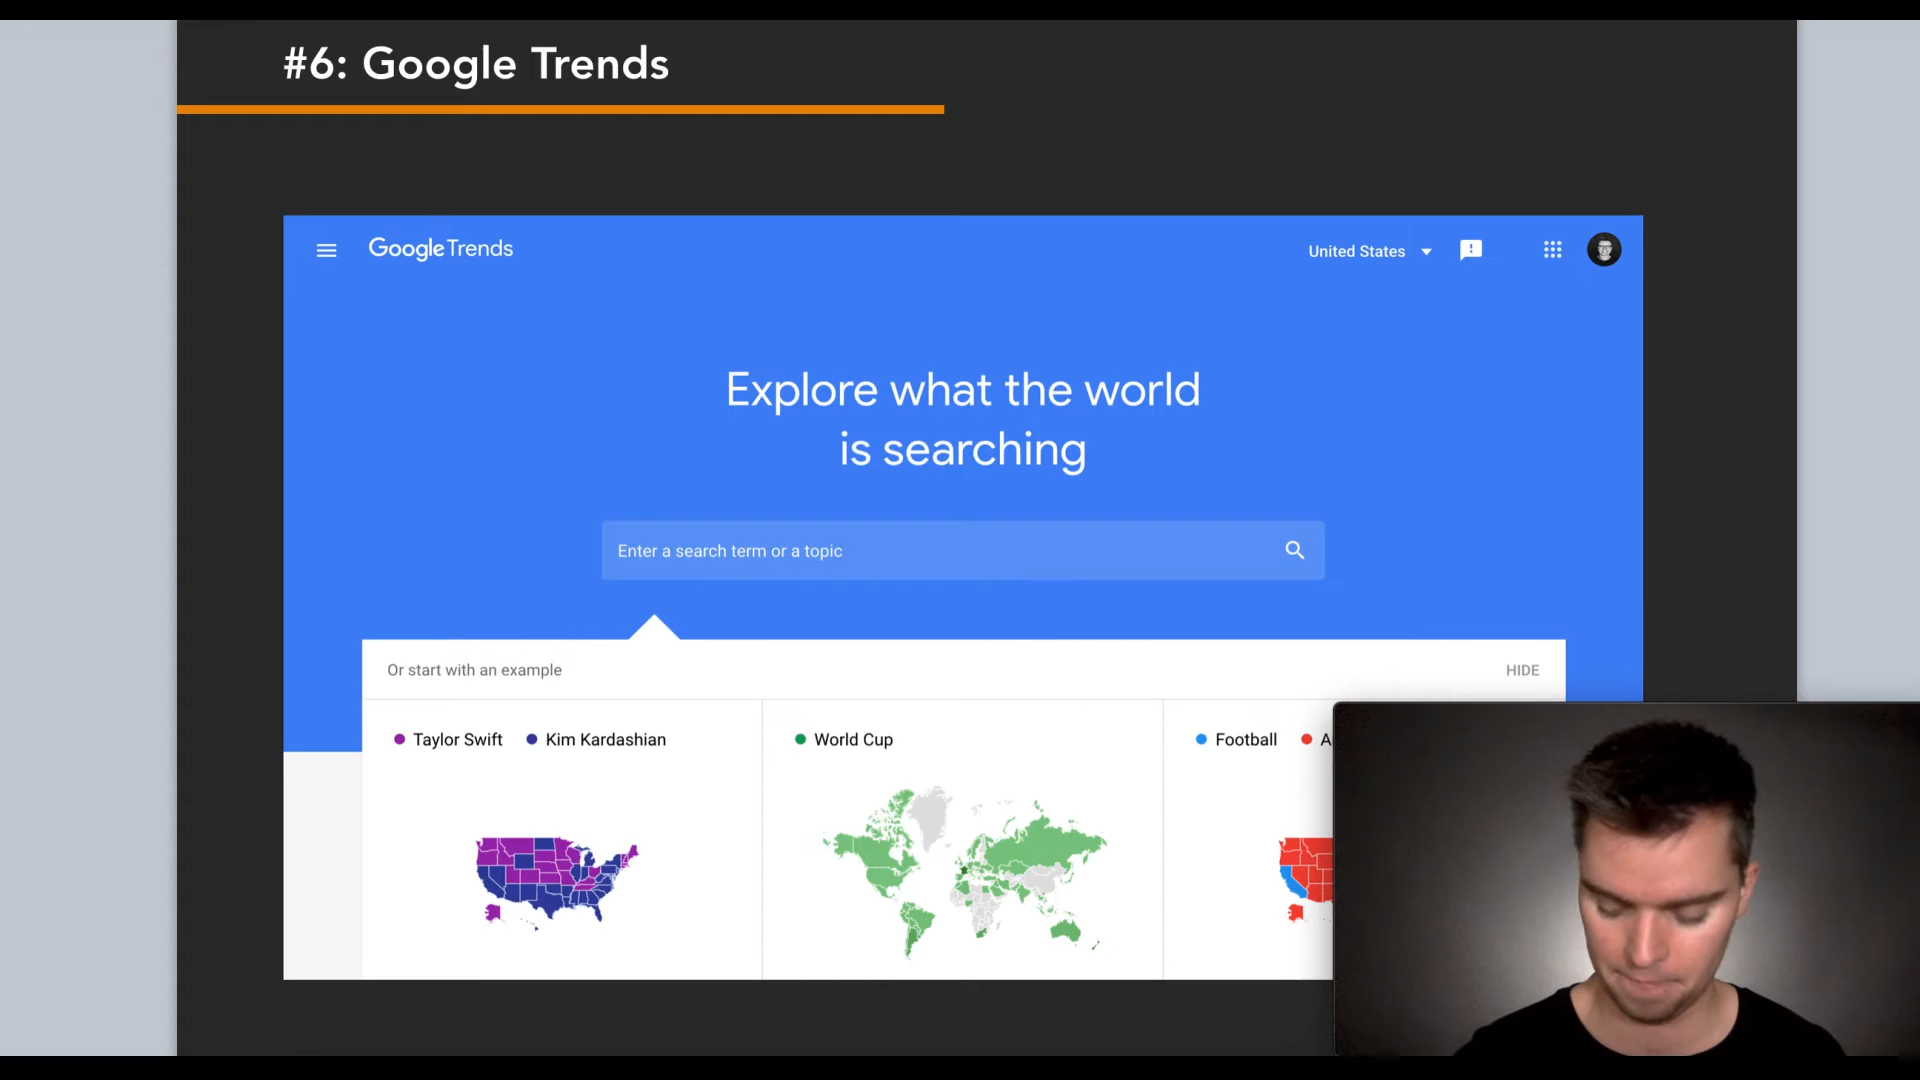 #6: Google Trends
Google Trends
United States
Explore what the world
is searching
Enter a search term or a topic
Or start with an example
HIDE
Taylor Swift Kim Kardashian
World Cup
Football A